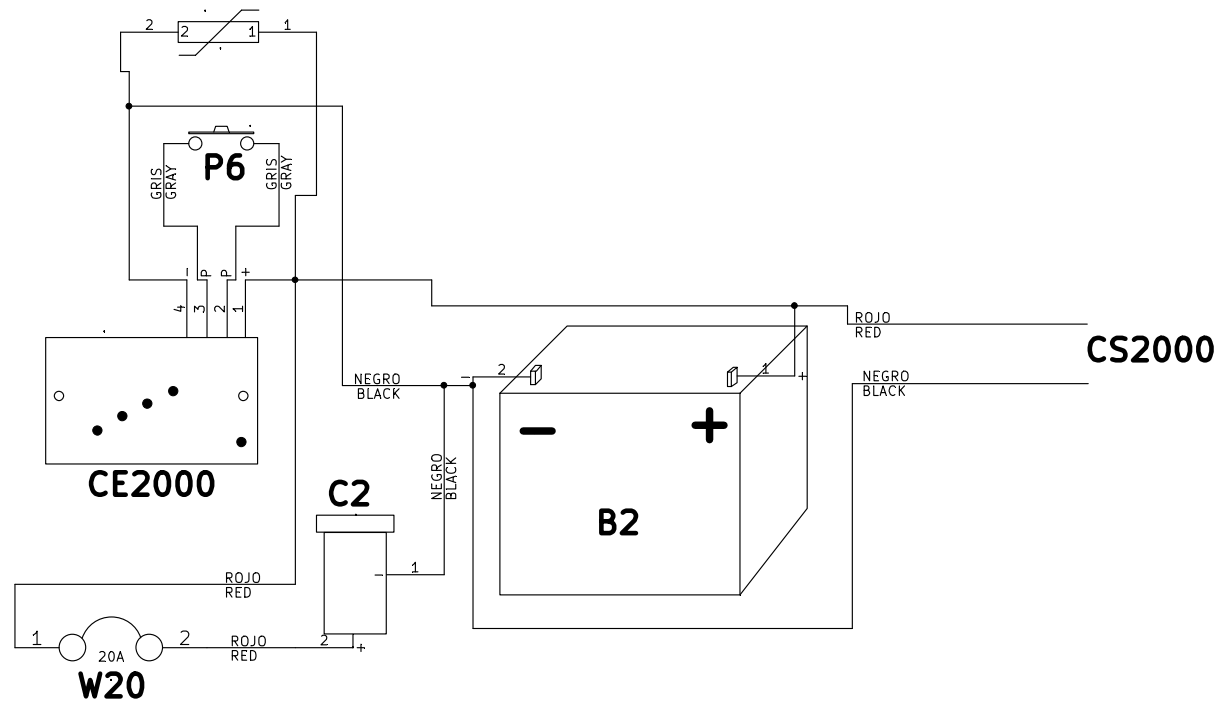 2 2 1 1
P6
GRIS
GRAY
GRIS
GRAY
− P P +
4 3 2 1
CE2000
ROJO
RED
CS2000
NEGRO
BLACK
NEGRO
BLACK
− 2
1 +
− +
B2
NEGRO
BLACK
C2
− 1
ROJO
RED
1 2
20A
W20
ROJO
RED
2 +